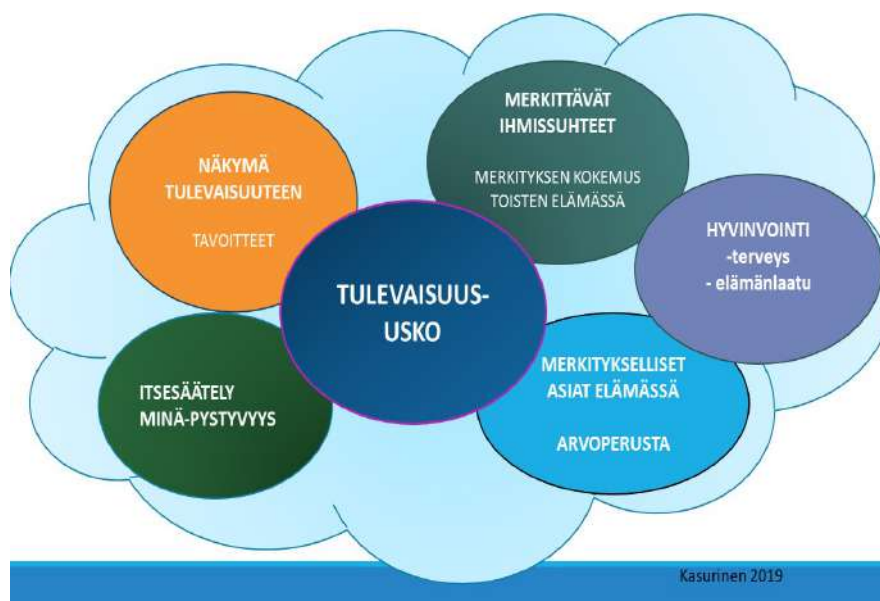 NÄKYMÄ
TULEVAISUUTEEN
TAVOITTEET
MERKITTÄVÄT
IHMISSUHTEET
MERKITYKSEN KOKEMUS
TOISTEN ELÄMÄSSÄ
HYVINVOINTI
-terveys
- elämänlaatu
TULEVAISUUS-
USKO
ITSESÄÄTELY
MINÄ-PYSTYVYYS
MERKITYKSELLISET
ASIAT ELÄMÄSSÄ
ARVOPERUSTA
Kasurinen 2019